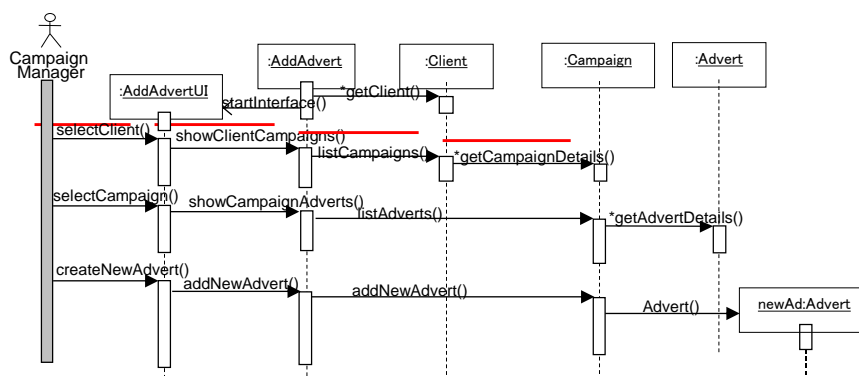 Campaign
Manager
:AddAdvertUI
:AddAdvert
:Client
:Campaign
:Advert
*getClient()
startInterface()
selectClient()
showClientCampaigns()
listCampaigns()
*getCampaignDetails()
selectCampaign()
showCampaignAdverts()
listAdverts()
*getAdvertDetails()
createNewAdvert()
addNewAdvert()
addNewAdvert()
Advert()
newAd:Advert